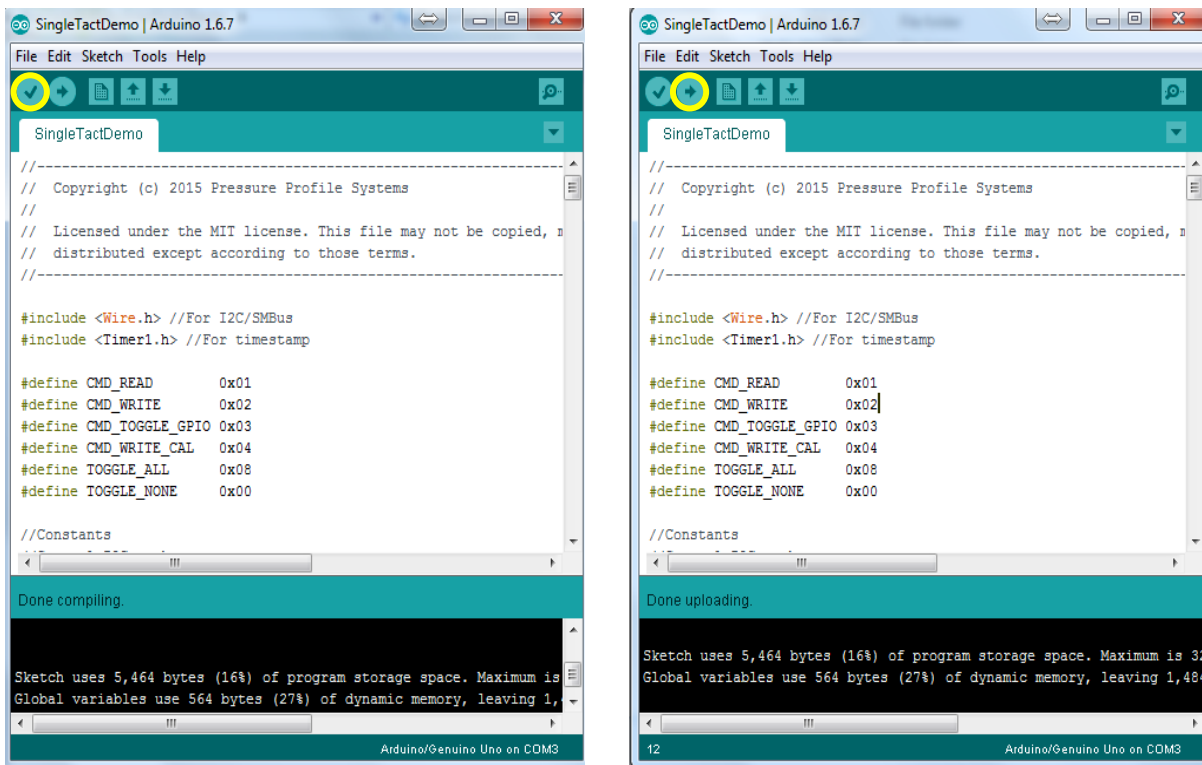 SingleTactDemo | Arduino 1.6.7
File Edit Sketch Tools Help
SingleTactDemo
//----------------------------------------------------------
// Copyright (c) 2015 Pressure Profile Systems
//
// Licensed under the MIT license. This file may not be copied,
// distributed except according to those terms.
//----------------------------------------------------------
#include <Wire.h> //For I2C/SMBus
#include <Timer1.h> //For timestamp
#define CMD_READ 0x01
#define CMD_WRITE 0x02
#define CMD_TOGGLE_GPIO 0x03
#define CMD_WRITE_CAL 0x04
#define TOGGLE_ALL 0x08
#define TOGGLE_NONE 0x00
//Constants
Done compiling.
Sketch uses 5,464 bytes (16%) of program storage space. Maximum is
Global variables use 564 bytes (27%) of dynamic memory, leaving 1,
Arduino/Genuino Uno on COM3
SingleTactDemo | Arduino 1.6.7
File Edit Sketch Tools Help
SingleTactDemo
//----------------------------------------------------------
// Copyright (c) 2015 Pressure Profile Systems
//
// Licensed under the MIT license. This file may not be copied,
// distributed except according to those terms.
//----------------------------------------------------------
#include <Wire.h> //For I2C/SMBus
#include <Timer1.h> //For timestamp
#define CMD_READ 0x01
#define CMD_WRITE 0x02
#define CMD_TOGGLE_GPIO 0x03
#define CMD_WRITE_CAL 0x04
#define TOGGLE_ALL 0x08
#define TOGGLE_NONE 0x00
//Constants
Done uploading.
Sketch uses 5,464 bytes (16%) of program storage space. Maximum is 32
Global variables use 564 bytes (27%) of dynamic memory, leaving 1,484
12
Arduino/Genuino Uno on COM3